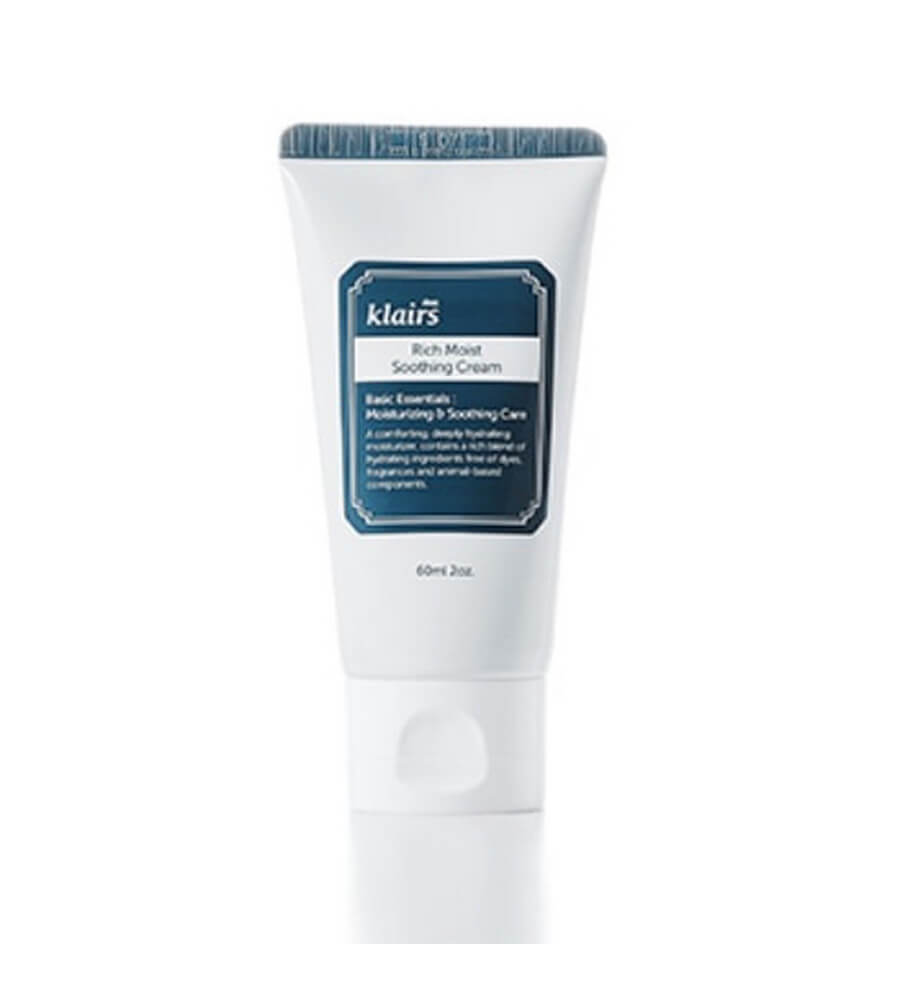 klairs
Rich Moist
Soothing Cream
Basic Essentials :
Moisturizing & Soothing Care
A comforting, deeply hydrating
moisturizer, contains a rich blend of
hydrating ingredients free of dyes,
fragrances and animal-based
components.
60ml 2oz.